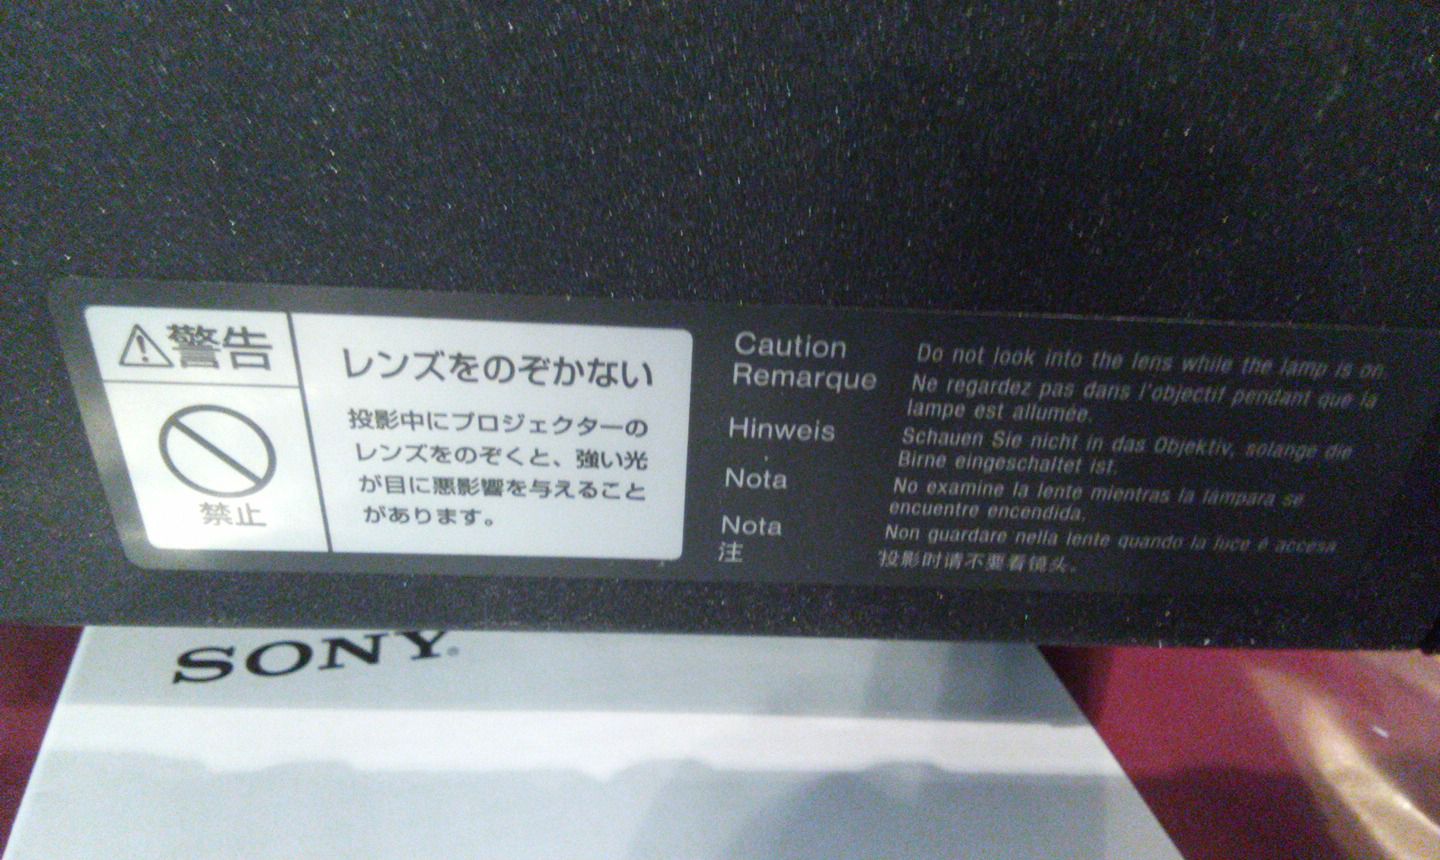 警告
禁止
レンズをのぞかない
投影中にプロジェクターの
レンズをのぞくと、強い光
が目に悪影響を与えること
があります。
Caution Do not look into the lens while the lamp is on.
Remarque Ne regardez pas dans l'objectif pendant que la
lampe est allumée.
Hinweis Schauen Sie nicht in das Objektiv, solange die
Birne eingeschaltet ist.
Nota No examine la lente mientras la lámpara se
encuentre encendida.
Nota Non guardare nella lente quando la luce è accesa
注 投影时请不要看镜头。
SONY